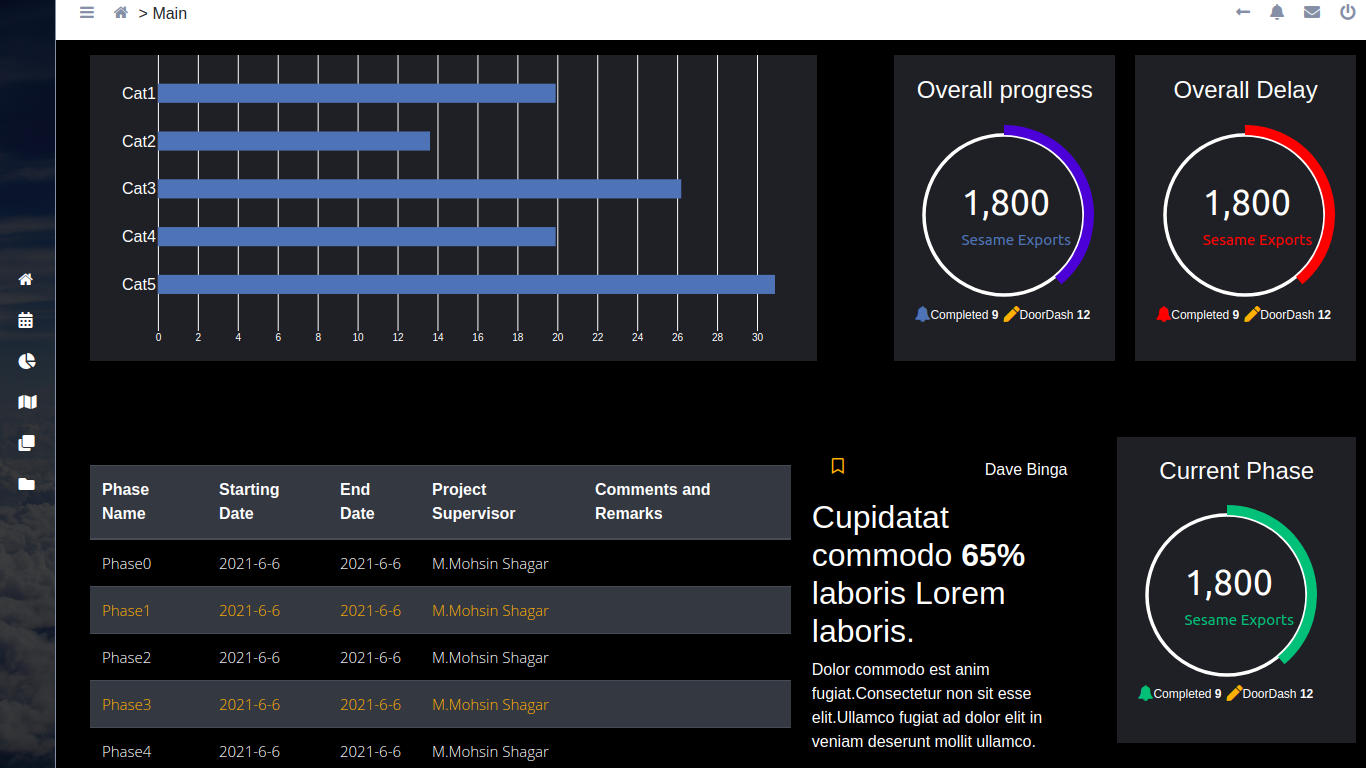 > Main
Cat1
Cat2
Cat3
Cat4
Cat5
0 2 4 6 8 10 12 14 16 18 20 22 24 26 28 30
Overall progress
1,800
Sesame Exports
Completed 9 DoorDash 12
Overall Delay
1,800
Sesame Exports
Completed 9 DoorDash 12
Phase Name Starting Date End Date Project Supervisor Comments and Remarks
Phase0 2021-6-6 2021-6-6 M.Mohsin Shagar
Phase1 2021-6-6 2021-6-6 M.Mohsin Shagar
Phase2 2021-6-6 2021-6-6 M.Mohsin Shagar
Phase3 2021-6-6 2021-6-6 M.Mohsin Shagar
Phase4 2021-6-6 2021-6-6 M.Mohsin Shagar
Dave Binga
Cupidatat
commodo 65%
laboris Lorem
laboris.
Dolor commodo est anim
fugiat.Consectetur non sit esse
elit.Ullamco fugiat ad dolor elit in
veniam deserunt mollit ullamco.
Current Phase
1,800
Sesame Exports
Completed 9 DoorDash 12